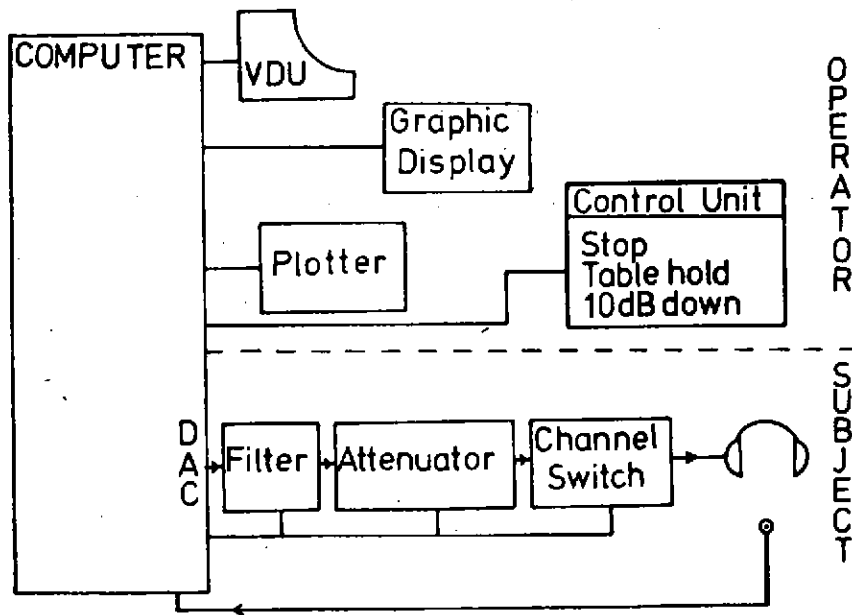 COMPUTER
VDU
Graphic
Display
Control Unit
Stop
Table hold
10dB down
Plotter
OPERATOR
DAC
Filter
Attenuator
Channel
Switch
SUBJECT